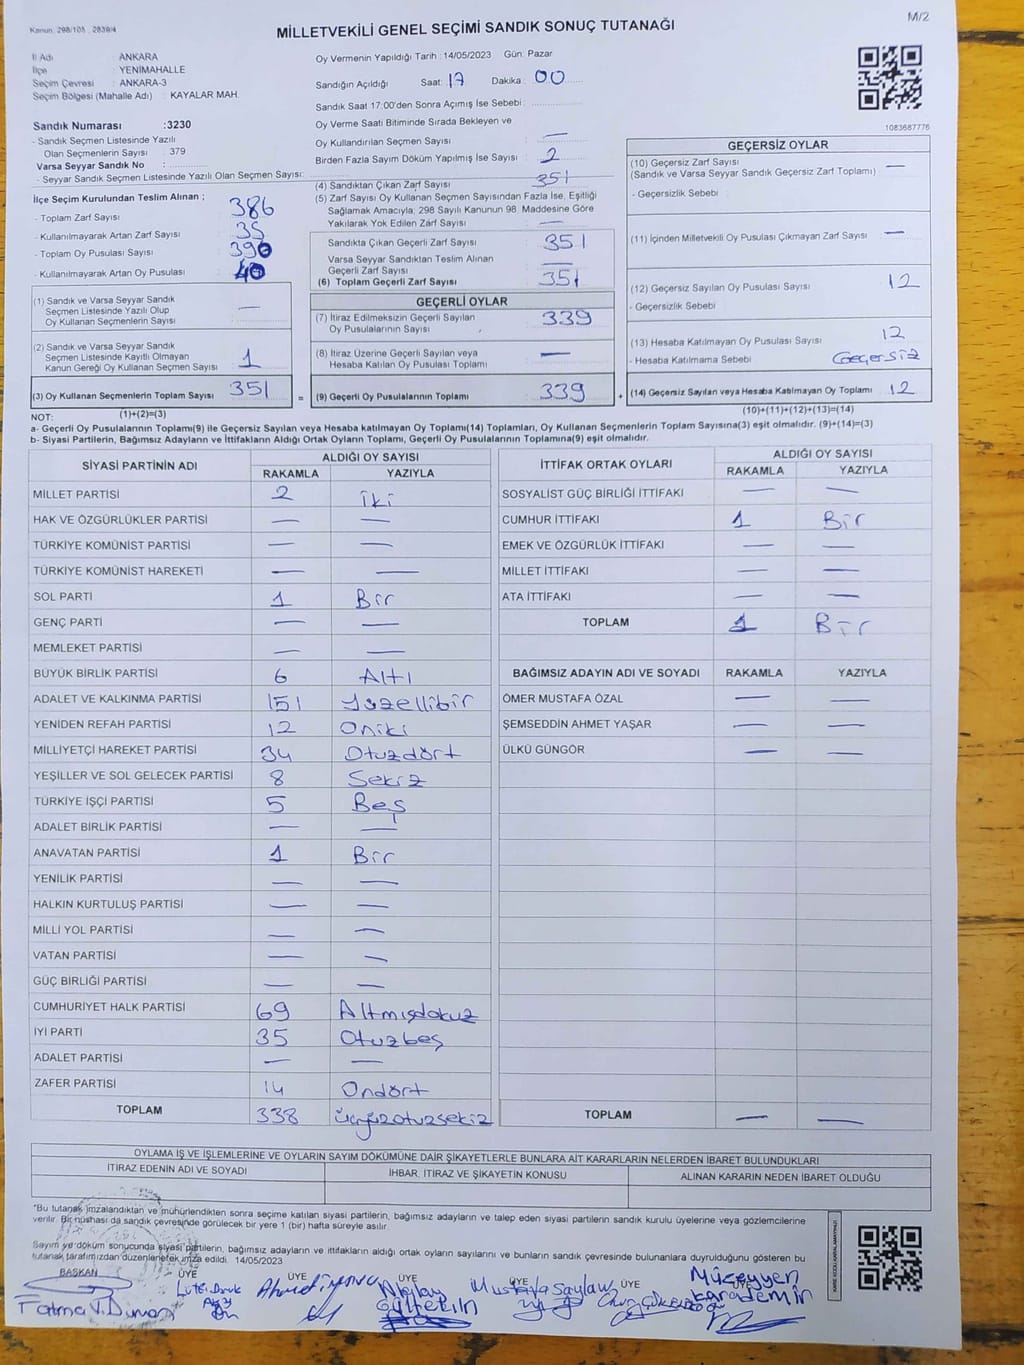 Kanun: 298/105 , 2839/4
MİLLETVEKİLİ GENEL SEÇİMİ SANDIK SONUÇ TUTANAĞI
M/2
İl Adı : ANKARA
İlçe : YENİMAHALLE
Seçim Çevresi : ANKARA-3
Seçim Bölgesi (Mahalle Adı) : KAYALAR MAH.
Sandık Numarası :3230
- Sandık Seçmen Listesinde Yazılı
Olan Seçmenlerin Sayısı : 379
Varsa Seyyar Sandık No :
- Seyyar Sandık Seçmen Listesinde Yazılı Olan Seçmen Sayısı:
Oy Vermenin Yapıldığı Tarih : 14/05/2023 Gün: Pazar
Sandığın Açıldığı Saat: 17 Dakika : 00
Sandık Saat 17:00'den Sonra Açımış İse Sebebi :
Oy Verme Saati Bitiminde Sırada Bekleyen ve
Oy Kullandırılan Seçmen Sayısı : —
Birden Fazla Sayım Döküm Yapılmış İse Sayısı : 2
1083687776
İlçe Seçim Kurulundan Teslim Alınan ;
- Toplam Zarf Sayısı 386
- Kullanılmayarak Artan Zarf Sayısı 35
- Toplam Oy Pusulası Sayısı 390
- Kullanılmayarak Artan Oy Pusulası 40
(1) Sandık ve Varsa Seyyar Sandık
Seçmen Listesinde Yazılı Olup
Oy Kullanan Seçmenlerin Sayısı —
(2) Sandık ve Varsa Seyyar Sandık
Seçmen Listesinde Kayıtlı Olmayan
Kanun Gereği Oy Kullanan Seçmen Sayısı 1
(3) Oy Kullanan Seçmenlerin Toplam Sayısı 351
(4) Sandıktan Çıkan Zarf Sayısı 351
(5) Zarf Sayısı Oy Kullanan Seçmen Sayısından Fazla İse, Eşitliği
Sağlamak Amacıyla; 298 Sayılı Kanunun 98. Maddesine Göre
Yakılarak Yok Edilen Zarf Sayısı —
Sandıkta Çıkan Geçerli Zarf Sayısı 351
Varsa Seyyar Sandıktan Teslim Alınan
Geçerli Zarf Sayısı —
(6) Toplam Geçerli Zarf Sayısı 351
GEÇERLİ OYLAR
(7) İtiraz Edilmeksizin Geçerli Sayılan
Oy Pusulalarının Sayısı 339
(8) İtiraz Üzerine Geçerli Sayılan veya
Hesaba Katılan Oy Pusulası Toplamı —
= (9) Geçerli Oy Pusulalarının Toplamı 339 +
GEÇERSİZ OYLAR
(10) Geçersiz Zarf Sayısı —
(Sandık ve Varsa Seyyar Sandık Geçersiz Zarf Toplamı)
- Geçersizlik Sebebi :
(11) İçinden Milletvekili Oy Pusulası Çıkmayan Zarf Sayısı —
(12) Geçersiz Sayılan Oy Pusulası Sayısı 12
- Geçersizlik Sebebi
(13) Hesaba Katılmayan Oy Pusulası Sayısı 12
- Hesaba Katılmama Sebebi Geçersiz
(14) Geçersiz Sayılan veya Hesaba Katılmayan Oy Toplamı 12
NOT: (1)+(2)=(3) (10)+(11)+(12)+(13)=(14)
a- Geçerli Oy Pusulalarının Toplamı(9) ile Geçersiz Sayılan veya Hesaba Katılmayan Oy Toplamı(14) Toplamları, Oy Kullanan Seçmenlerin Toplam Sayısına(3) eşit olmalıdır. (9)+(14)=(3)
b- Siyasi Partilerin, Bağımsız Adayların ve İttifakların Aldığı Ortak Oyların Toplamı, Geçerli Oy Pusulalarının Toplamına(9) eşit olmalıdır.
SİYASİ PARTİNİN ADI ALDIĞI OY SAYISI
RAKAMLA YAZIYLA
MİLLET PARTİSİ 2 iki
HAK VE ÖZGÜRLÜKLER PARTİSİ — —
TÜRKİYE KOMÜNİST PARTİSİ — —
TÜRKİYE KOMÜNİST HAREKETİ — —
SOL PARTİ 1 Bir
GENÇ PARTİ — —
MEMLEKET PARTİSİ — —
BÜYÜK BİRLİK PARTİSİ 6 Altı
ADALET VE KALKINMA PARTİSİ 151 Yüzellibir
YENİDEN REFAH PARTİSİ 12 Oniki
MİLLİYETÇİ HAREKET PARTİSİ 34 Otuzdört
YEŞİLLER VE SOL GELECEK PARTİSİ 8 Sekiz
TÜRKİYE İŞÇİ PARTİSİ 5 Beş
ADALET BİRLİK PARTİSİ — —
ANAVATAN PARTİSİ 1 Bir
YENİLİK PARTİSİ — —
HALKIN KURTULUŞ PARTİSİ — —
MİLLİ YOL PARTİSİ — —
VATAN PARTİSİ — —
GÜÇ BİRLİĞİ PARTİSİ — —
CUMHURİYET HALK PARTİSİ 69 Altmışdokuz
İYİ PARTİ 35 Otuzbeş
ADALET PARTİSİ — —
ZAFER PARTİSİ 14 Ondört
TOPLAM 338 üçyüzotuzsekiz
İTTİFAK ORTAK OYLARI ALDIĞI OY SAYISI
RAKAMLA YAZIYLA
SOSYALİST GÜÇ BİRLİĞİ İTTİFAKI — —
CUMHUR İTTİFAKI 1 Bir
EMEK VE ÖZGÜRLÜK İTTİFAKI — —
MİLLET İTTİFAKI — —
ATA İTTİFAKI — —
TOPLAM 1 Bir
BAĞIMSIZ ADAYIN ADI VE SOYADI RAKAMLA YAZIYLA
ÖMER MUSTAFA ÖZAL — —
ŞEMSEDDİN AHMET YAŞAR — —
ÜLKÜ GÜNGÖR — —
TOPLAM — —
OYLAMA İŞ VE İŞLEMLERİNE VE OYLARIN SAYIM DÖKÜMÜNE DAİR ŞİKAYETLERLE BUNLARA AİT KARARLARIN NELERDEN İBARET BULUNDUKLARI
İTİRAZ EDENİN ADI VE SOYADI İHBAR, İTİRAZ VE ŞİKAYETİN KONUSU ALINAN KARARIN NEDEN İBARET OLDUĞU
"Bu tutanak imzalandıktan ve mühürlendikten sonra seçime katılan siyasi partilerin, bağımsız adayların ve talep eden siyasi partilerin sandık kurulu üyelerine veya gözlemcilerine
verilir. Bir nüshası da sandık çevresinde görülecek bir yere 1 (bir) hafta süreyle asılır.
Sayım ve döküm sonucunda siyasi partilerin, bağımsız adayların ve ittifakların aldığı ortak oyların sayılarını ve bunların sandık çevresinde bulunanlara duyrulduğunu gösteren bu
tutanak tarafımızdan düzenlenerek imza edildi. 14/05/2023
KARE KODU KARALAMAYINIZ!
BAŞKAN ÜYE ÜYE ÜYE ÜYE ÜYE ÜYE
Fatma Nilay Gültekin Mustafa Müzeyyen Karademir